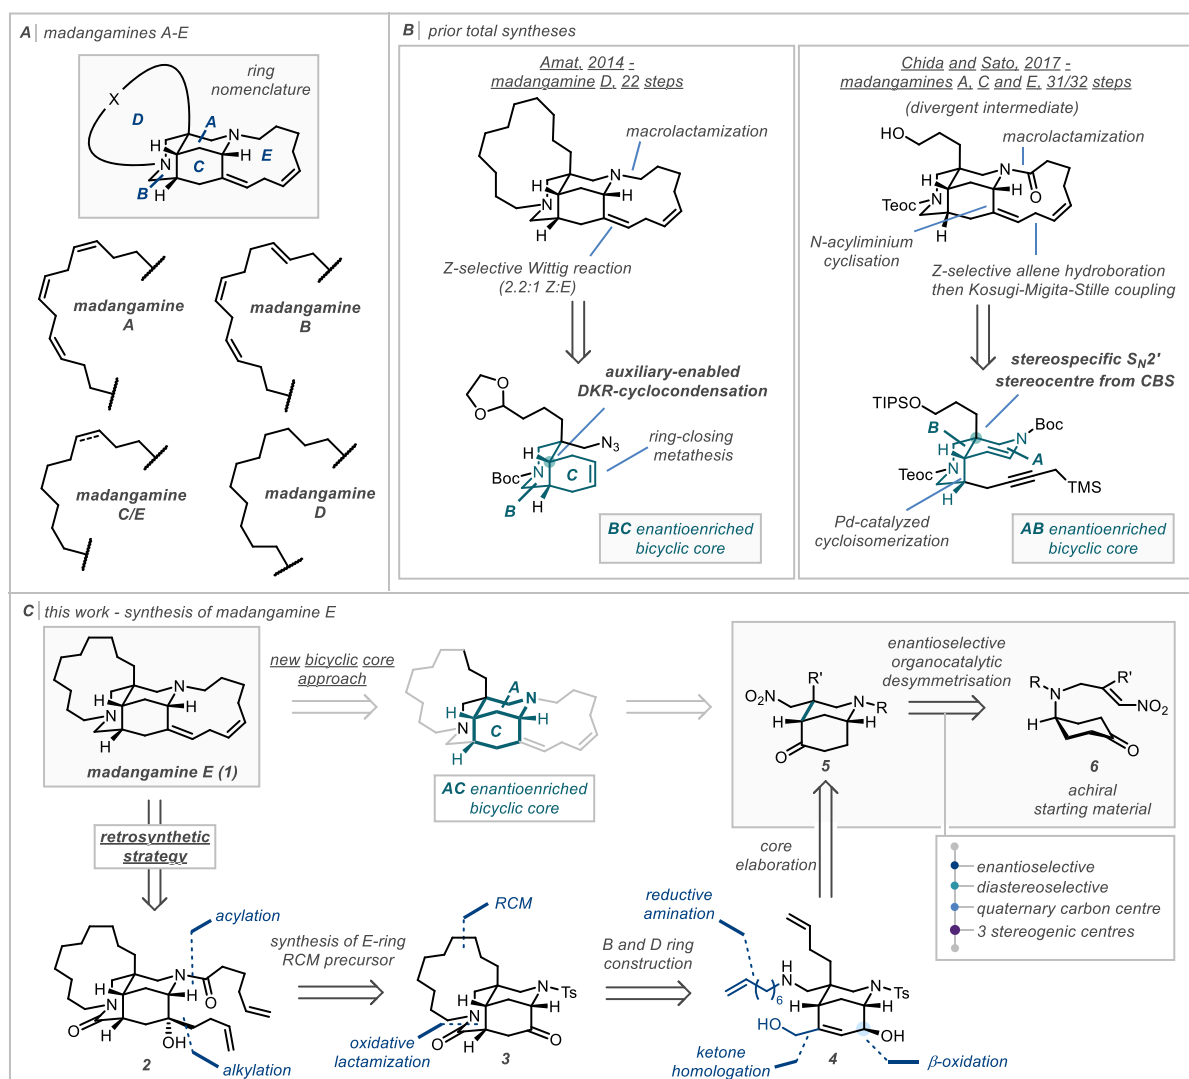 A madangamines A-E
ring
nomenclature
X
D
A
N
H
H
E
C
N
B
H
madangamine
A
madangamine
B
madangamine
C/E
madangamine
D
B prior total syntheses
Amat, 2014 -
madangamine D, 22 steps
macrolactamization
N
H
H
N
H
Z-selective Wittig reaction
(2.2:1 Z:E)
auxiliary-enabled
DKR-cyclocondensation
O
O
N3
ring-closing
metathesis
H
N
Boc
C
B
H
BC enantioenriched
bicyclic core
Chida and Sato, 2017 -
madangamines A, C and E, 31/32 steps
(divergent intermediate)
HO
macrolactamization
N
O
H
H
Teoc
N
H
N-acyliminium
cyclisation
Z-selective allene hydroboration
then Kosugi-Migita-Stille coupling
stereospecific SN2'
stereocentre from CBS
TIPSO
Boc
B
N
H
A
Teoc
N
TMS
H
Pd-catalyzed
cycloisomerization
AB enantioenriched
bicyclic core
C this work - synthesis of madangamine E
N
H
H
N
H
madangamine E (1)
new bicyclic core
approach
A
N
H
H
C
N
H
AC enantioenriched
bicyclic core
R'
NO2
N
R
H
H
O
5
enantioselective
organocatalytic
desymmetrisation
R'
R
N
NO2
H
O
6
achiral
starting material
retrosynthetic
strategy
core
elaboration
enantioselective
diastereoselective
quaternary carbon centre
3 stereogenic centres
acylation
N
O
H
H
N
O
H
OH
2
alkylation
synthesis of E-ring
RCM precursor
RCM
N
Ts
H
H
N
O
H
O
oxidative
lactamization
3
B and D ring
construction
reductive
amination
H
N
6
N
Ts
H
H
HO
OH
ketone
homologation
4
β-oxidation